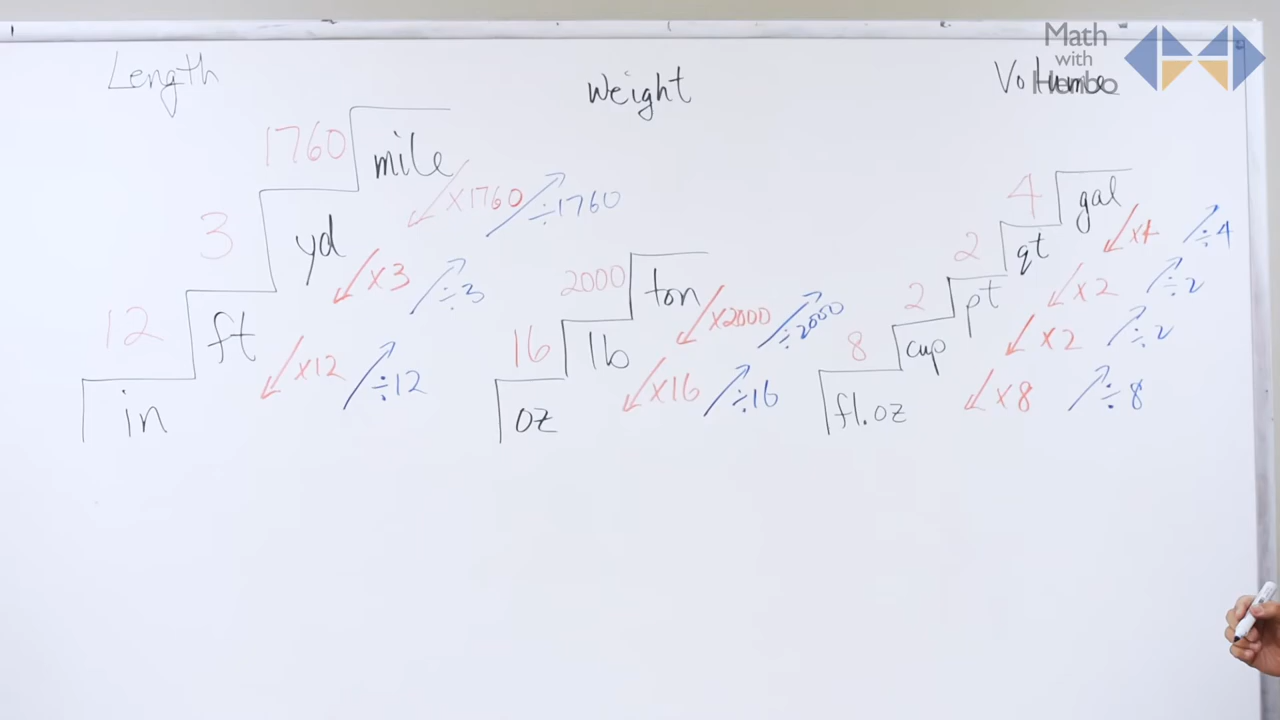 Math
with
Hembo
Length
Weight
Volume
1760 mile
×1760 ÷1760
3 yd
×3 ÷3
12 ft
×12 ÷12
in
2000 ton
×2000 ÷2000
16 lb
×16 ÷16
oz
4 gal
×4 ÷4
2 qt
×2 ÷2
2 pt
×2 ÷2
8 cup
×8 ÷8
fl.oz